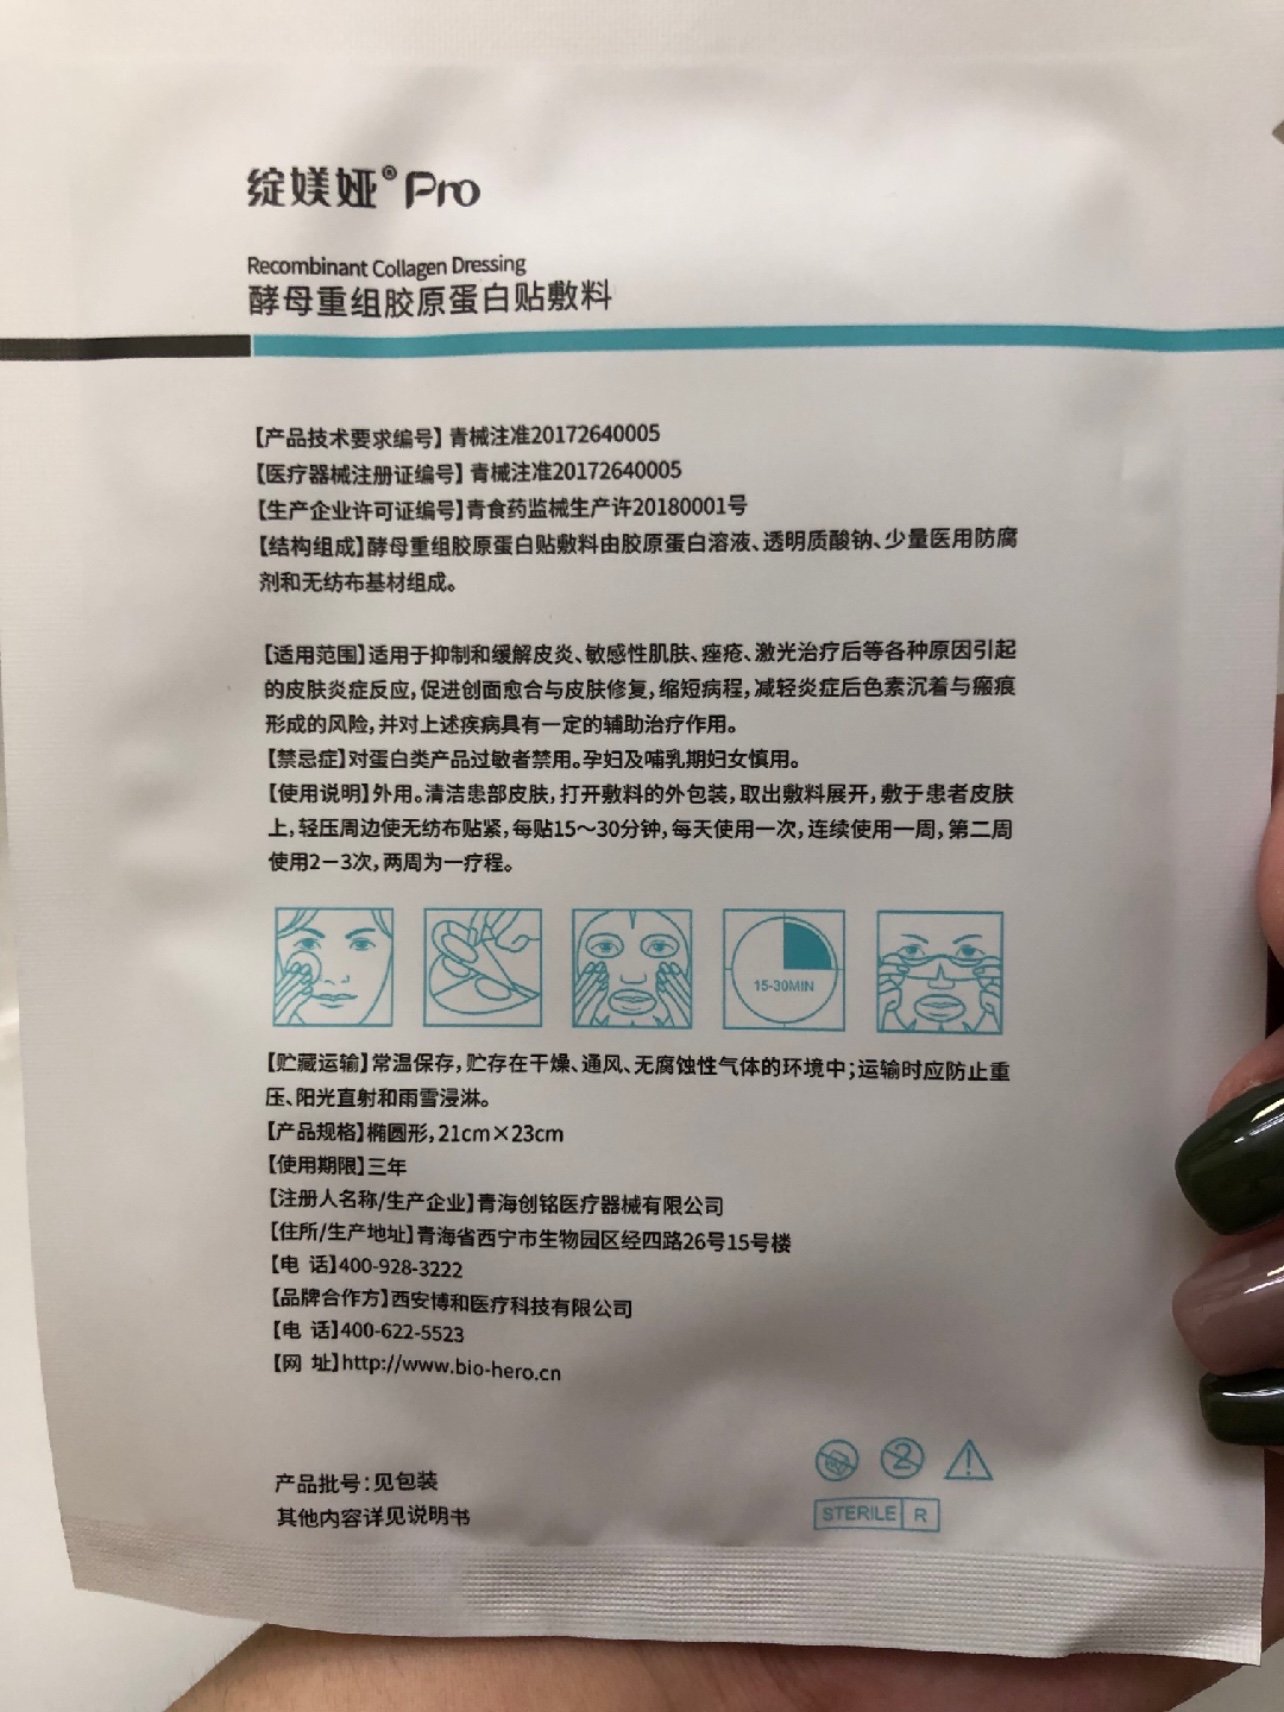 绽媄娅® Pro
Recombinant Collagen Dressing
酵母重组胶原蛋白贴敷料
【产品技术要求编号】青械注准20172640005
【医疗器械注册证编号】青械注准20172640005
【生产企业许可证编号】青食药监械生产许20180001号
【结构组成】酵母重组胶原蛋白贴敷料由胶原蛋白溶液、透明质酸钠、少量医用防腐
剂和无纺布基材组成。
【适用范围】适用于抑制和缓解皮炎、敏感性肌肤、痤疮、激光治疗后等各种原因引起
的皮肤炎症反应,促进创面愈合与皮肤修复,缩短病程,减轻炎症后色素沉着与瘢痕
形成的风险,并对上述疾病具有一定的辅助治疗作用。
【禁忌症】对蛋白类产品过敏者禁用。孕妇及哺乳期妇女慎用。
【使用说明】外用。清洁患部皮肤,打开敷料的外包装,取出敷料展开,敷于患者皮肤
上,轻压周边使无纺布贴紧,每贴15～30分钟,每天使用一次,连续使用一周,第二周
使用2－3次,两周为一疗程。
15-30MIN
【贮藏运输】常温保存,贮存在干燥、通风、无腐蚀性气体的环境中;运输时应防止重
压、阳光直射和雨雪浸淋。
【产品规格】椭圆形,21cm×23cm
【使用期限】三年
【注册人名称/生产企业】青海创铭医疗器械有限公司
【住所/生产地址】青海省西宁市生物园区经四路26号15号楼
【电 话】400-928-3222
【品牌合作方】西安博和医疗科技有限公司
【电 话】400-622-5523
【网 址】http://www.bio-hero.cn
产品批号:见包装
其他内容详见说明书
2
STERILE R